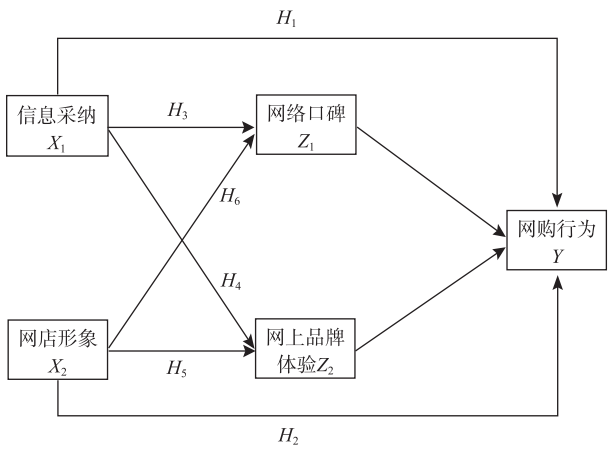 H₁
信息采纳
X₁
H₃
网络口碑
Z₁
H₆
网购行为
Y
H₄
网店形象
X₂
H₅
网上品牌
体验Z₂
H₂